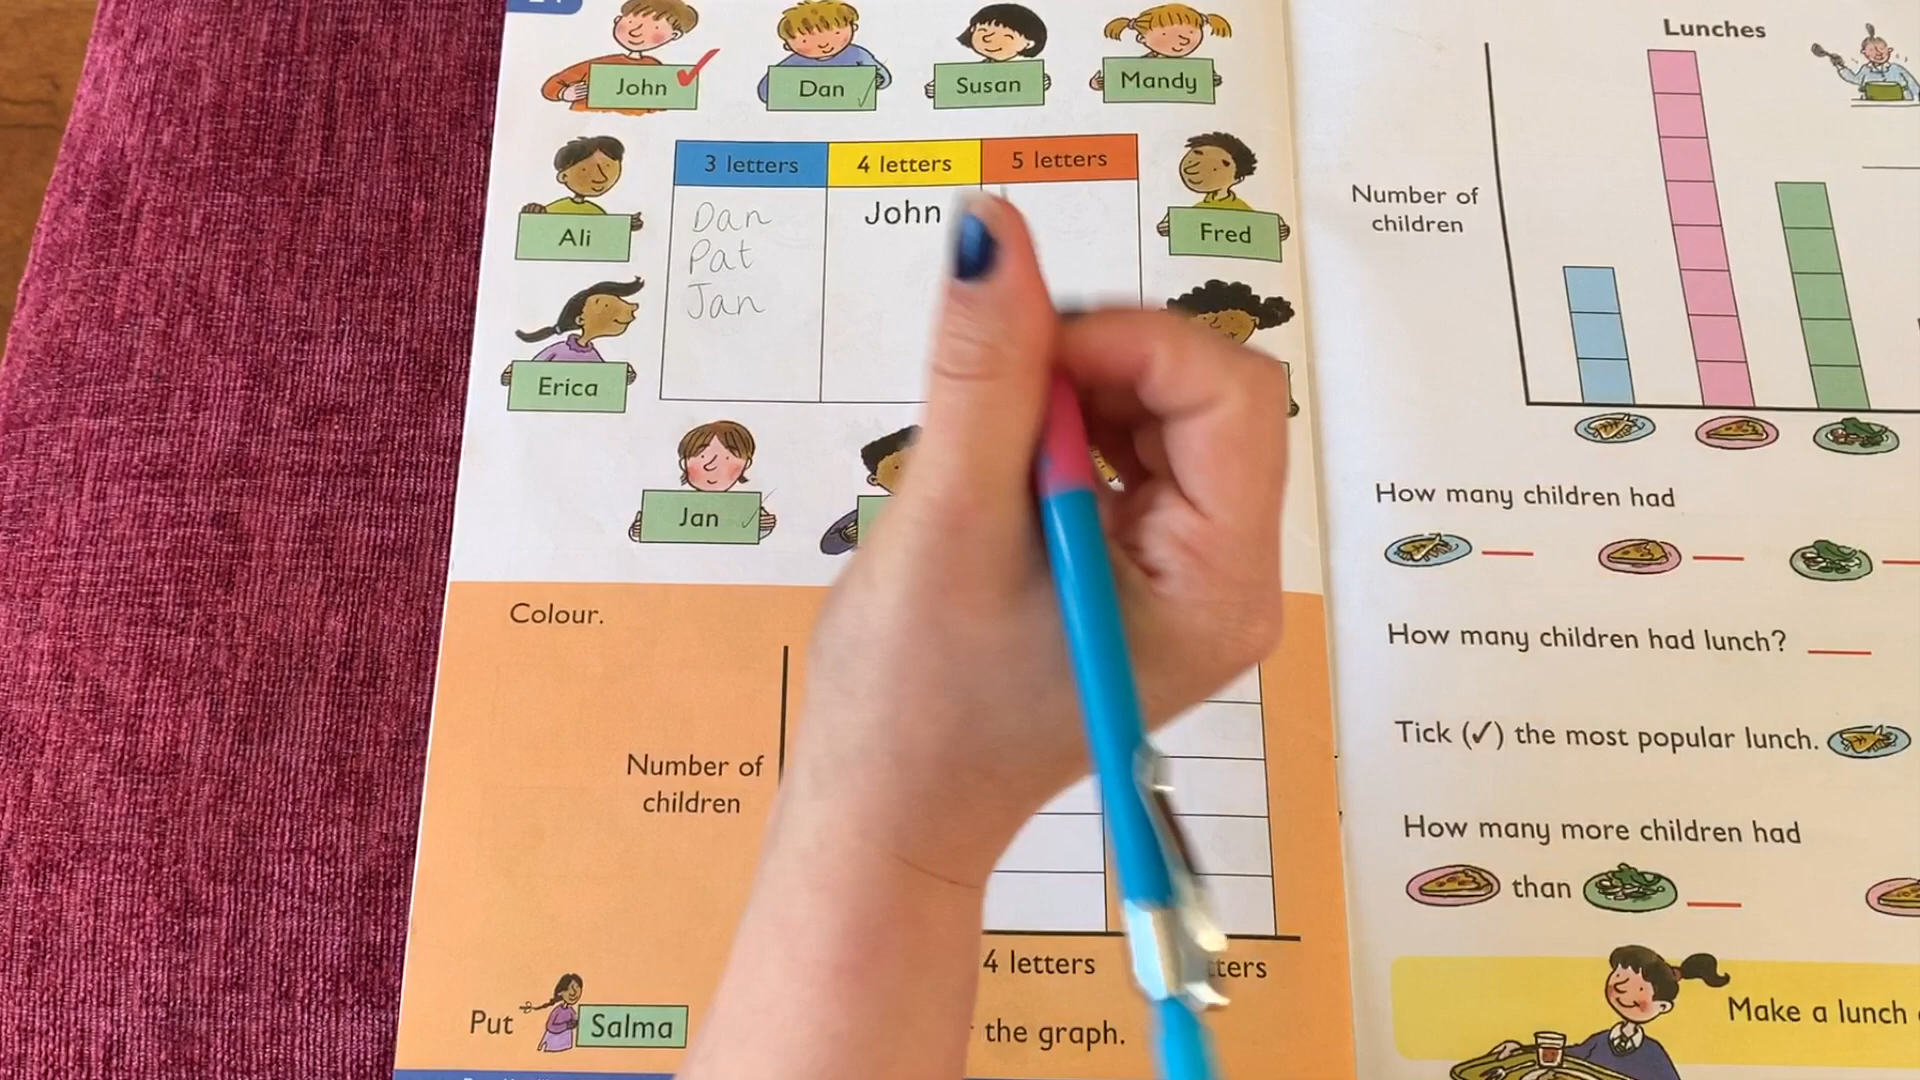 John Dan Susan Mandy
3 letters 4 letters 5 letters
Dan John
Pat
Jan
Ali Fred
Erica
Jan
Colour.
Number of
children
4 letters
Put Salma the graph.
Lunches
Number of
children
How many children had
How many children had lunch?
Tick (✓) the most popular lunch.
How many more children had
than
Make a lunch